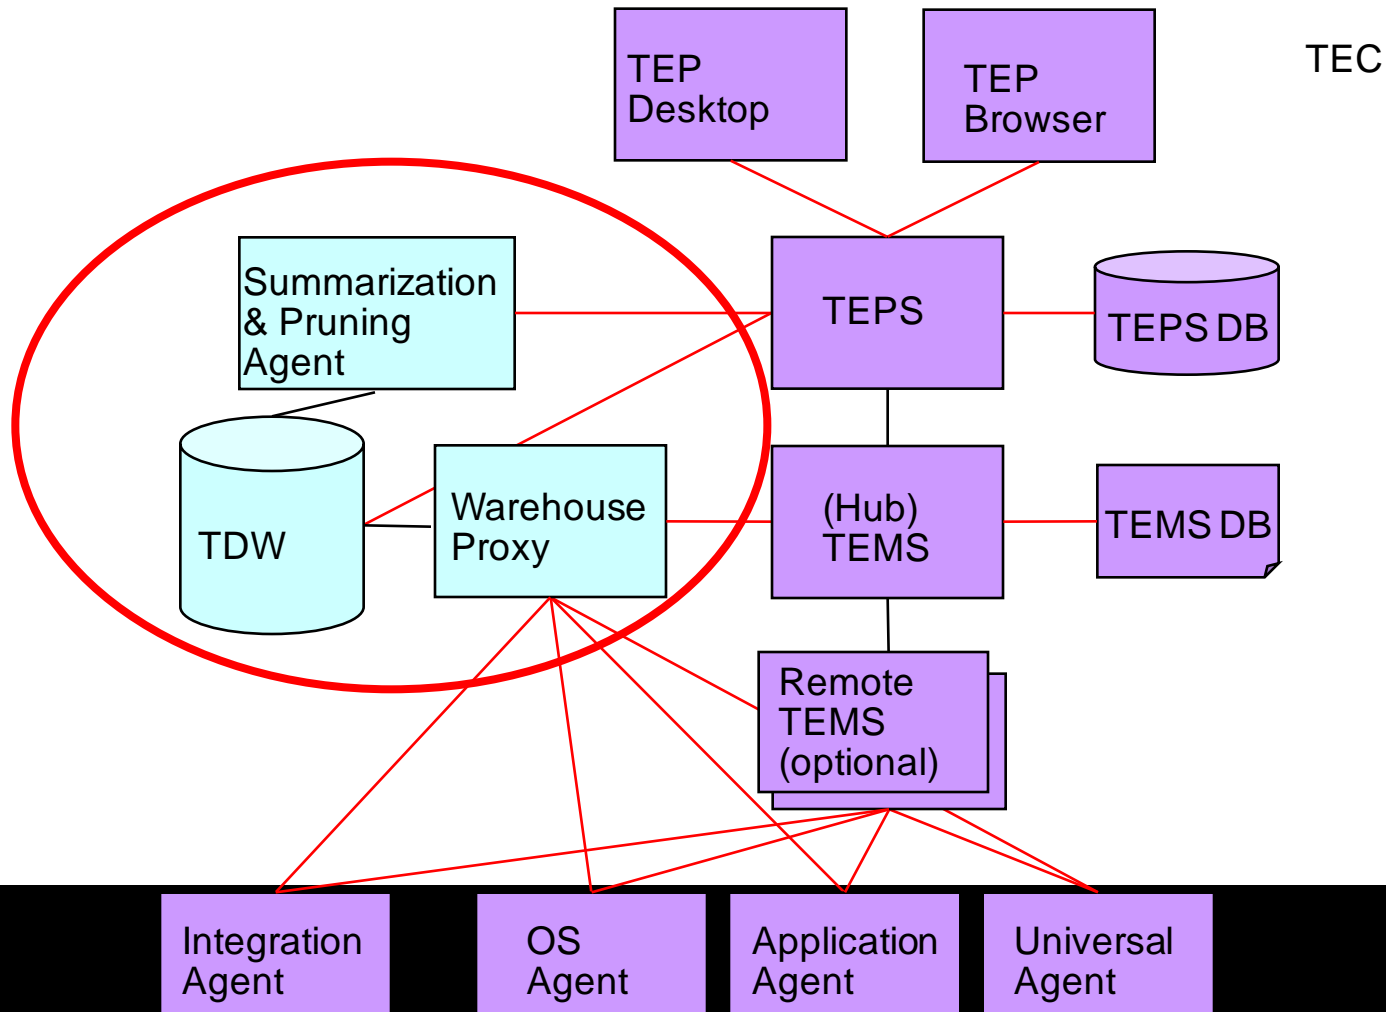 TEP
Desktop
TEP
Browser
TEC
Summarization
& Pruning
Agent
TEPS
TEPS DB
TDW
Warehouse
Proxy
(Hub)
TEMS
TEMS DB
Remote
TEMS
(optional)
Integration
Agent
OS
Agent
Application
Agent
Universal
Agent